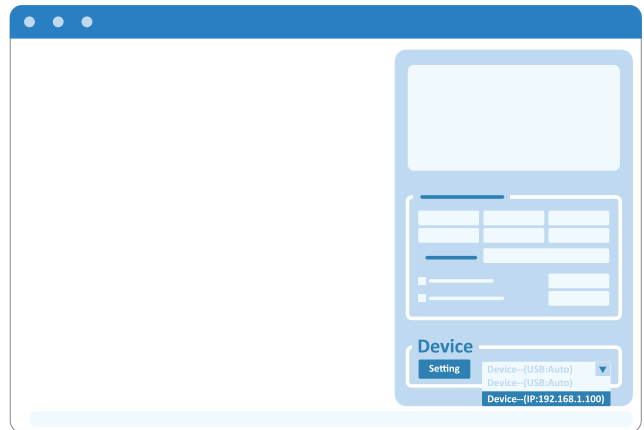 Device
Setting
Device--(USB:Auto)
Device--(USB:Auto)
Device--(IP:192.168.1.100)